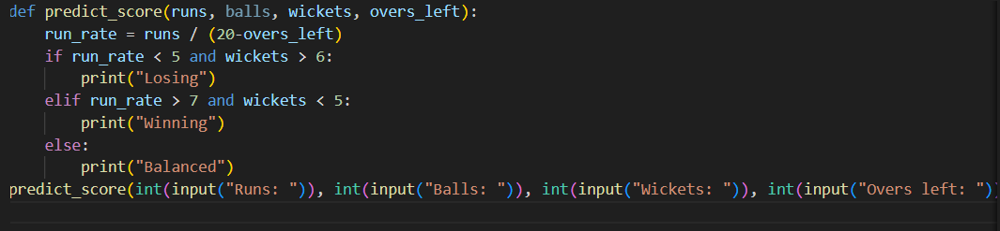 def predict_score(runs, balls, wickets, overs_left):
    run_rate = runs / (20-overs_left)
    if run_rate < 5 and wickets > 6:
        print("Losing")
    elif run_rate > 7 and wickets < 5:
        print("Winning")
    else:
        print("Balanced")
predict_score(int(input("Runs: ")), int(input("Balls: ")), int(input("Wickets: ")), int(input("Overs left: "))